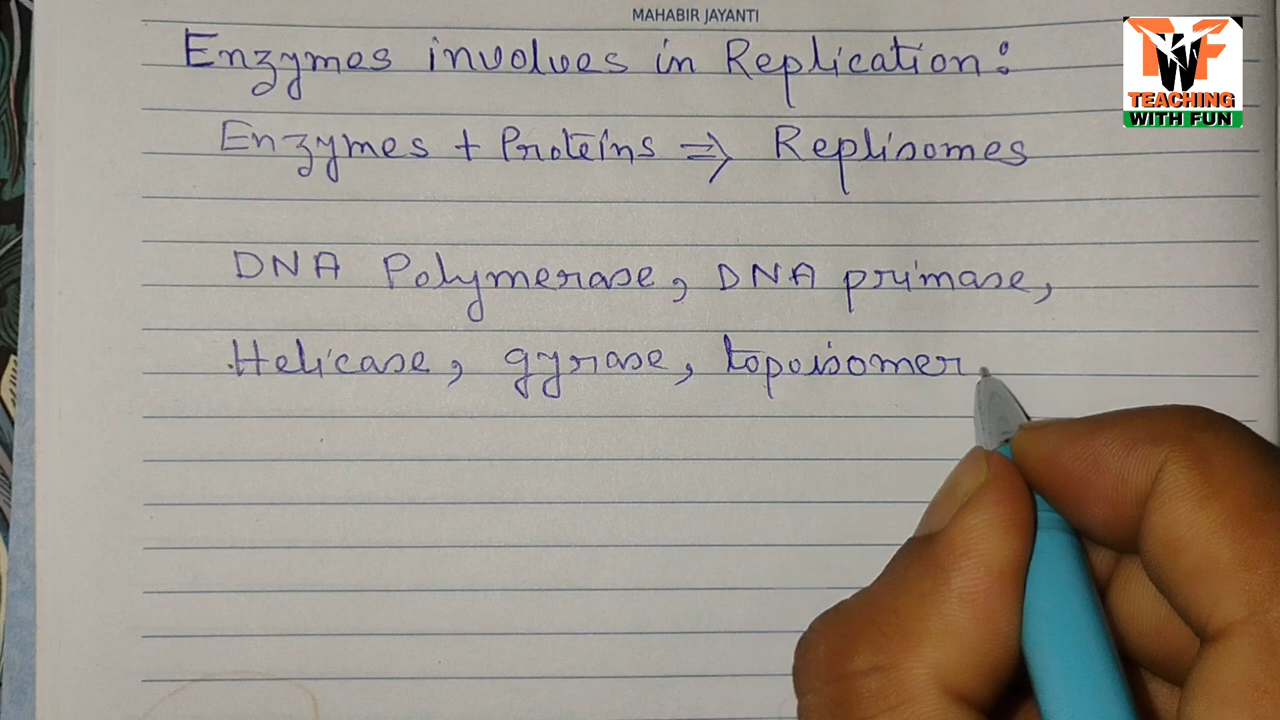 MAHABIR JAYANTI
Enzymes involves in Replication:
Enzymes + Proteins ⇒ Replisomes
DNA Polymerase, DNA primase,
Helicase, gyrase, topoisomer
TWF
TEACHING
WITH FUN